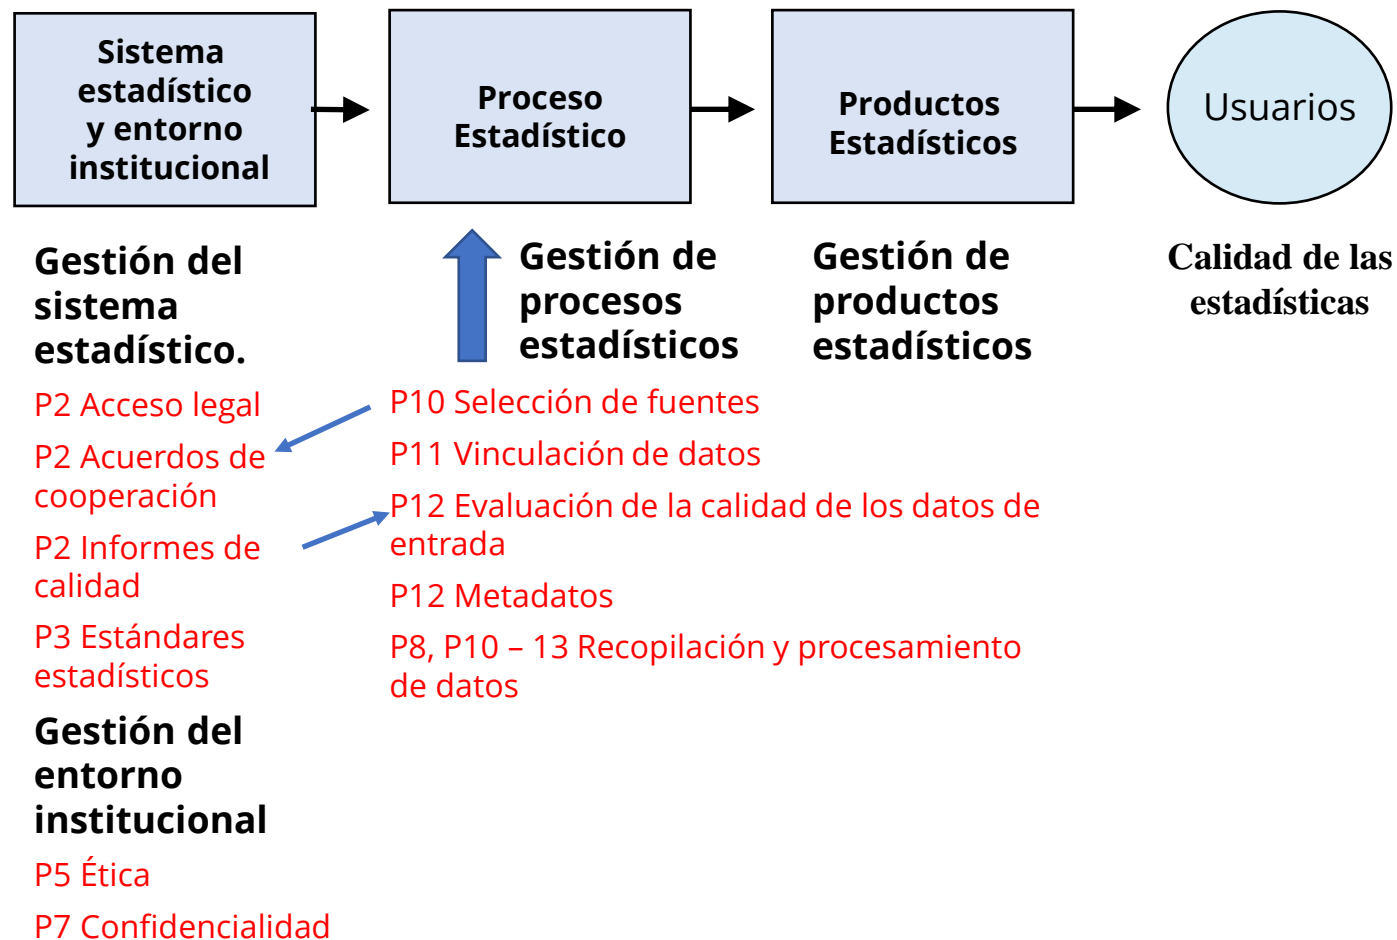 Sistema
estadístico
y entorno
institucional
Proceso
Estadístico
Productos
Estadísticos
Usuarios
Gestión del
sistema
estadístico.
P2 Acceso legal
P2 Acuerdos de
cooperación
P2 Informes de
calidad
P3 Estándares
estadísticos
Gestión del
entorno
institucional
P5 Ética
P7 Confidencialidad
Gestión de
procesos
estadísticos
P10 Selección de fuentes
P11 Vinculación de datos
P12 Evaluación de la calidad de los datos de
entrada
P12 Metadatos
P8, P10 – 13 Recopilación y procesamiento
de datos
Gestión de
productos
estadísticos
Calidad de las
estadísticas